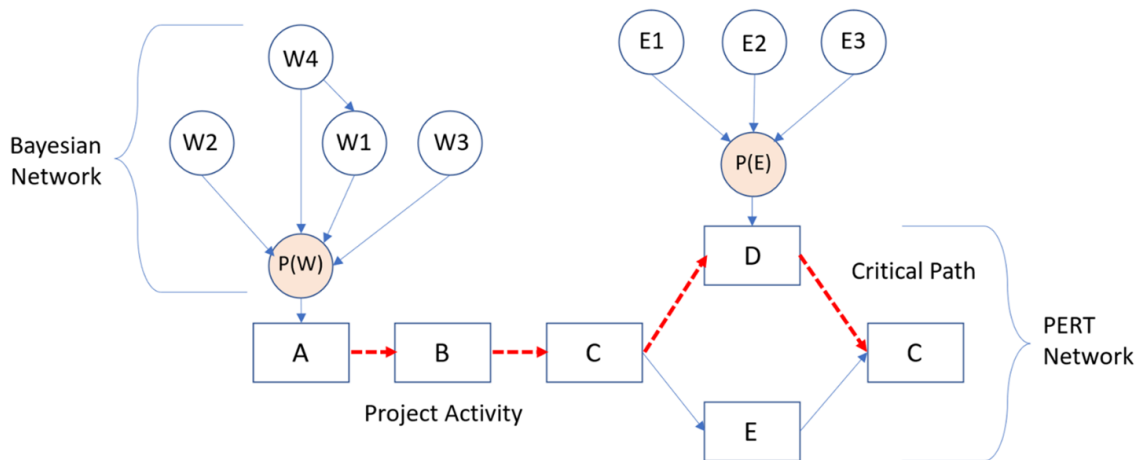 E1
E2
E3
W4
W2
W1
W3
Bayesian
Network
P(E)
P(W)
D
Critical Path
A
B
C
C
PERT
Network
Project Activity
E